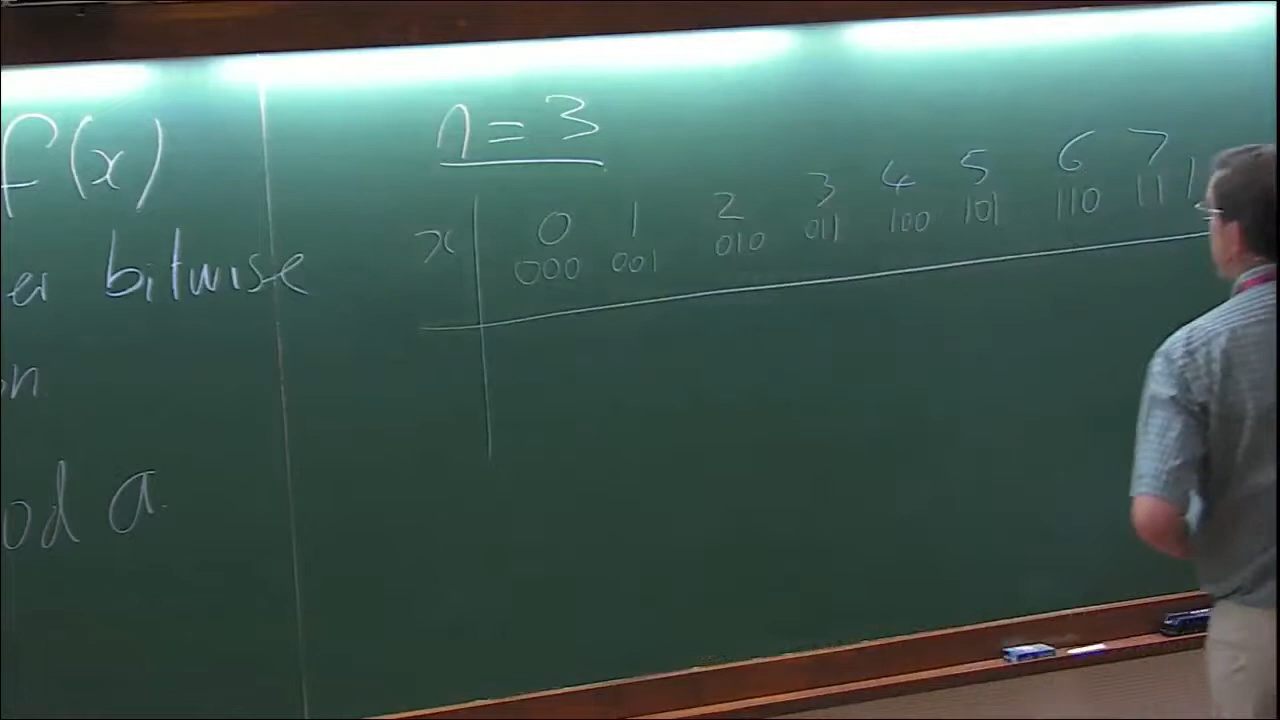 f(x)
er bitwise
on
od a.
n = 3
x 0 1 2 3 4 5 6 7
000 001 010 011 100 101 110 111